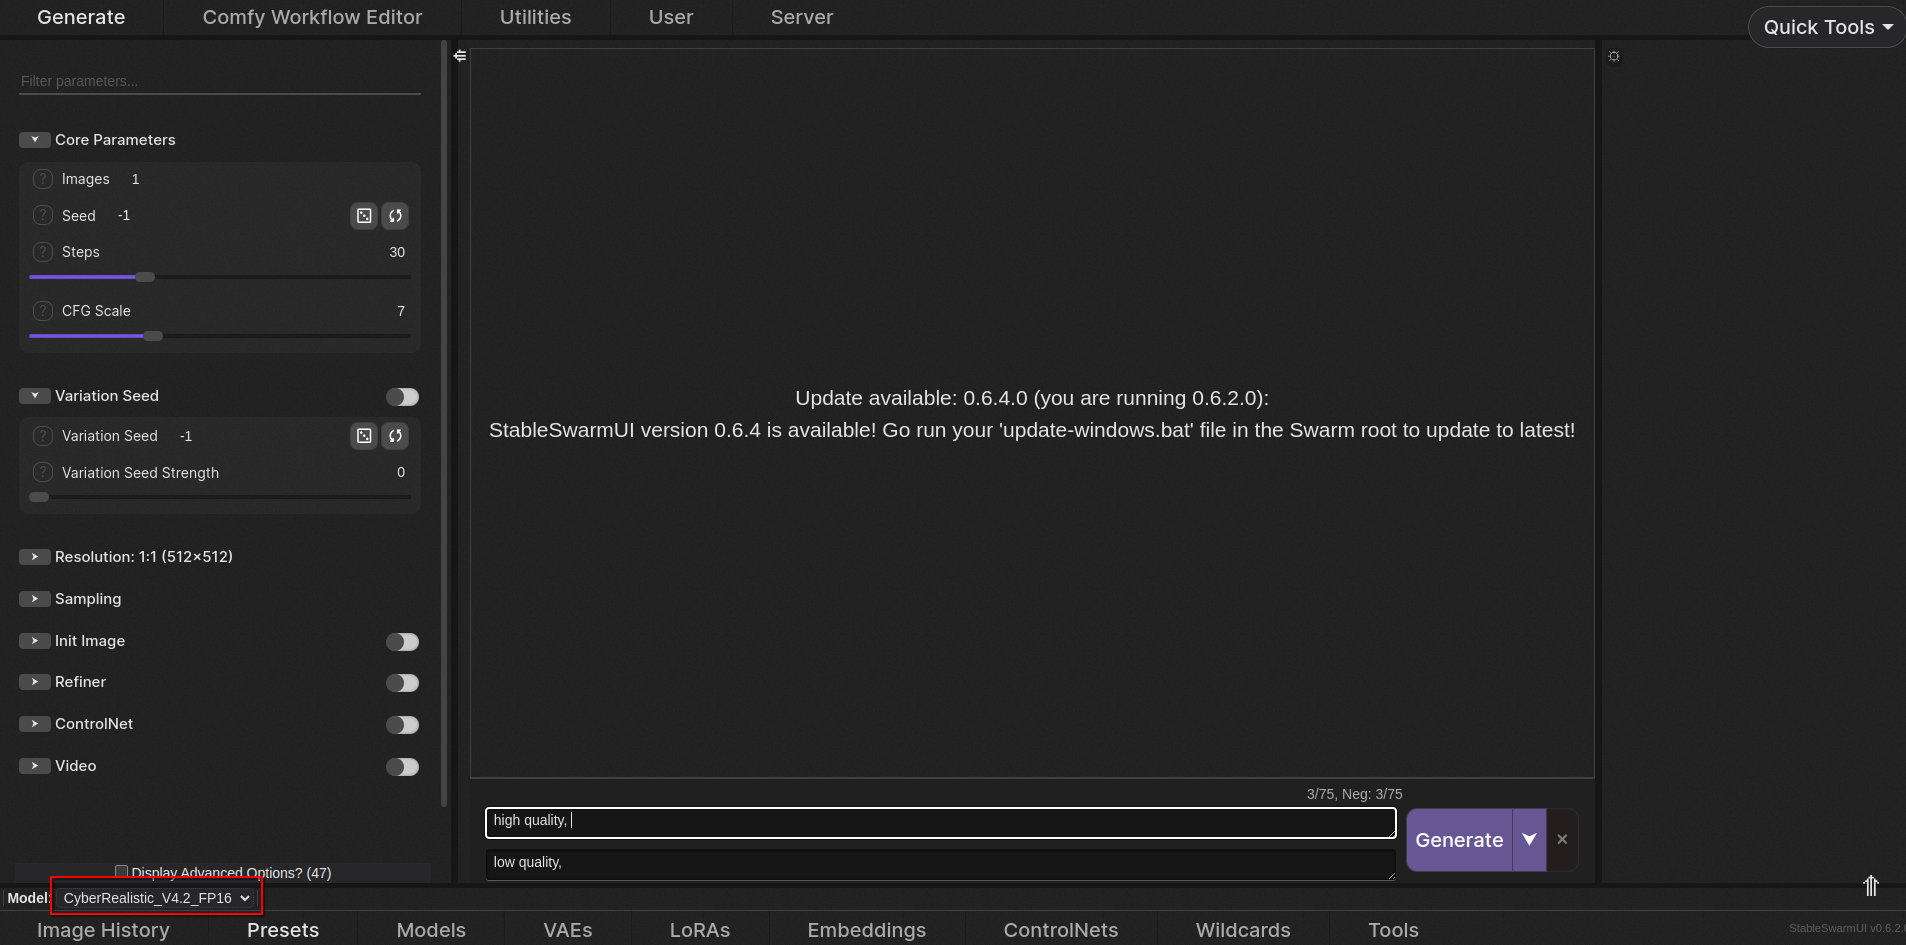 Generate
Comfy Workflow Editor
Utilities
User
Server
Quick Tools
Filter parameters...
Core Parameters
? Images 1
? Seed -1
? Steps 30
? CFG Scale 7
Variation Seed
? Variation Seed -1
? Variation Seed Strength 0
Resolution: 1:1 (512x512)
Sampling
Init Image
Refiner
ControlNet
Video
Display Advanced Options? (47)
Update available: 0.6.4.0 (you are running 0.6.2.0):
StableSwarmUI version 0.6.4 is available! Go run your 'update-windows.bat' file in the Swarm root to update to latest!
3/75, Neg: 3/75
high quality,
low quality,
Generate
×
Model: CyberRealistic_V4.2_FP16
Image History
Presets
Models
VAEs
LoRAs
Embeddings
ControlNets
Wildcards
Tools
StableSwarmUI v0.6.2.